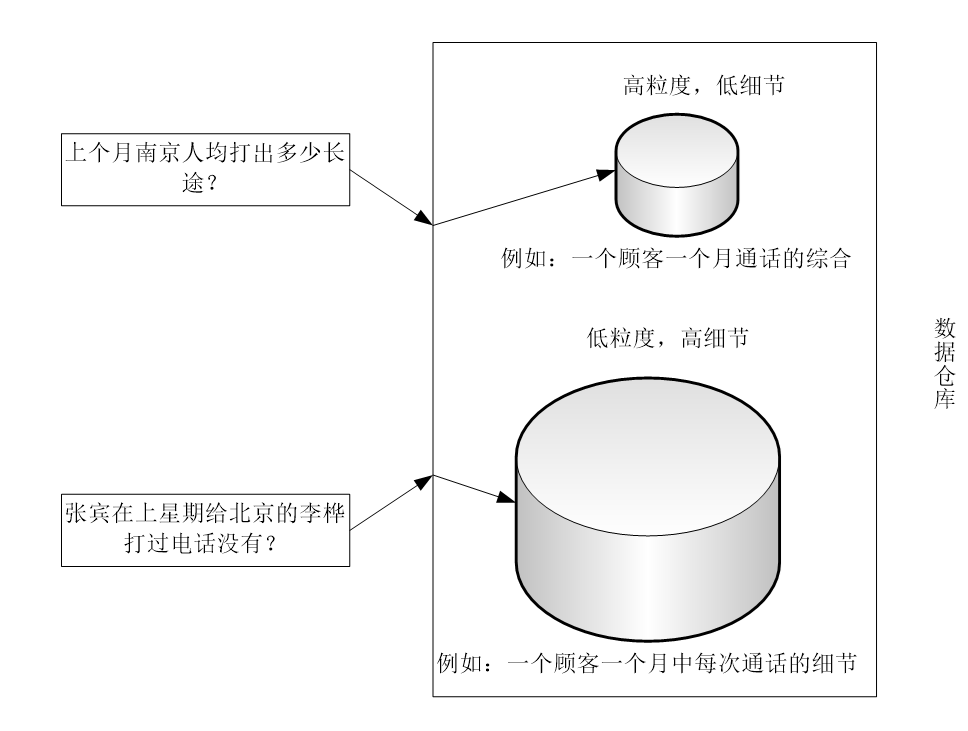 高粒度，低细节
上个月南京人均打出多少长
途？
例如：一个顾客一个月通话的综合
低粒度，高细节
数据仓库
张宾在上星期给北京的李桦
打过电话没有？
例如：一个顾客一个月中每次通话的细节